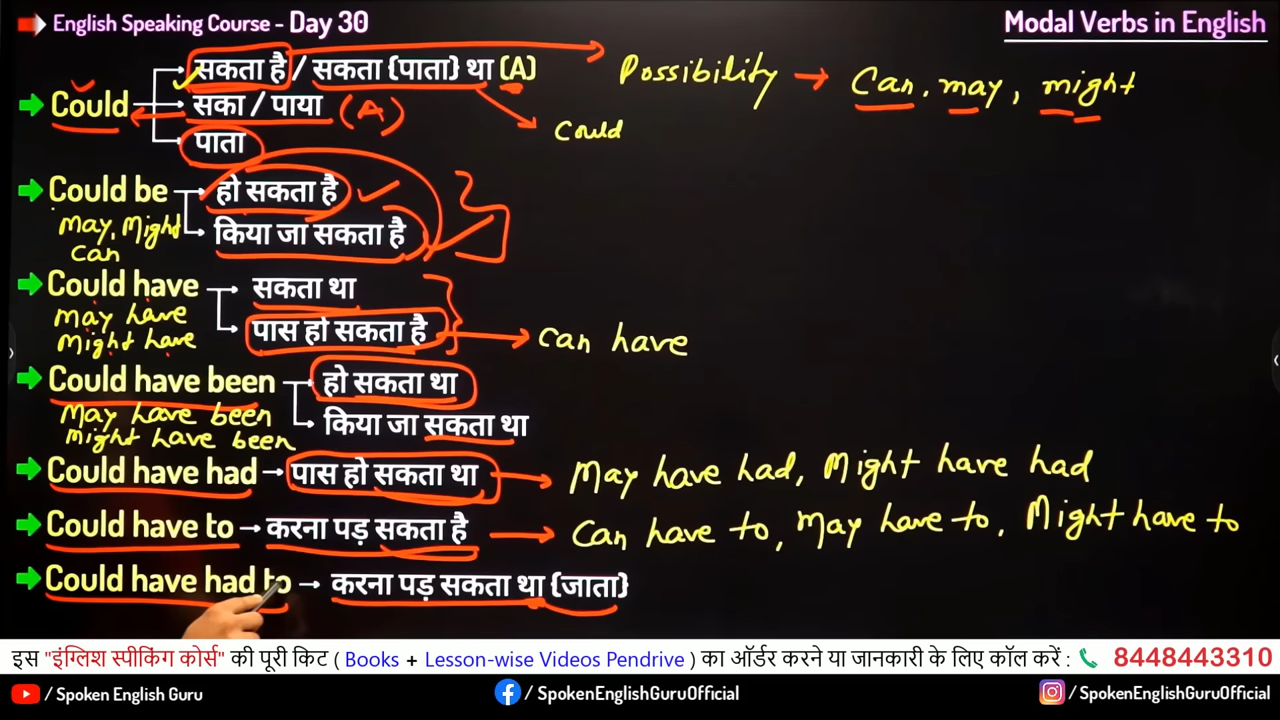 English Speaking Course - Day 30
Modal Verbs in English
Could
सकता है / सकता {पाता} था (A)
सका / पाया (A)
पाता
Possibility → Can, may, might
Could
Could be
हो सकता है
किया जा सकता है
May, Might
Can
Could have
सकता था
पास हो सकता है
can have
May have
Might have
Could have been
हो सकता था
किया जा सकता था
May have been
Might have been
Could have had → पास हो सकता था
May have had, Might have had
Could have to → करना पड़ सकता है
Can have to, May have to, Might have to
Could have had to → करना पड़ सकता था {जाता}
इस "इंग्लिश स्पीकिंग कोर्स" की पूरी किट ( Books + Lesson-wise Videos Pendrive ) का ऑर्डर करने या जानकारी के लिए कॉल करें : 8448443310
/ Spoken English Guru
/ SpokenEnglishGuruOfficial
/ SpokenEnglishGuruOfficial